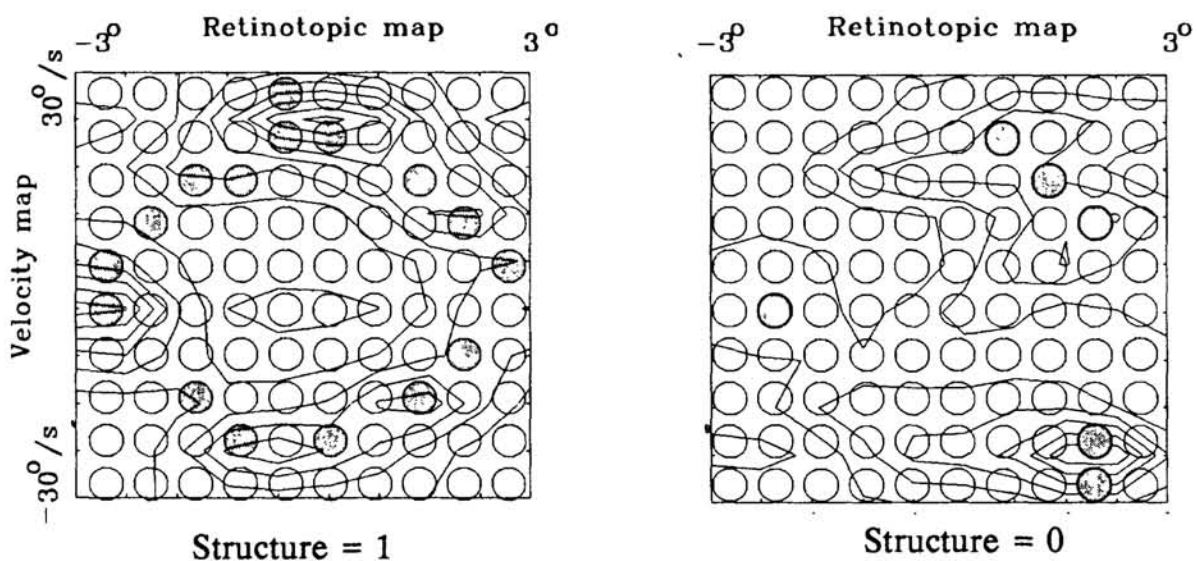 −3° Retinotopic map 3°
−3° Retinotopic map 3°
30°/s
Velocity map
−30°/s
Structure = 1
Structure = 0